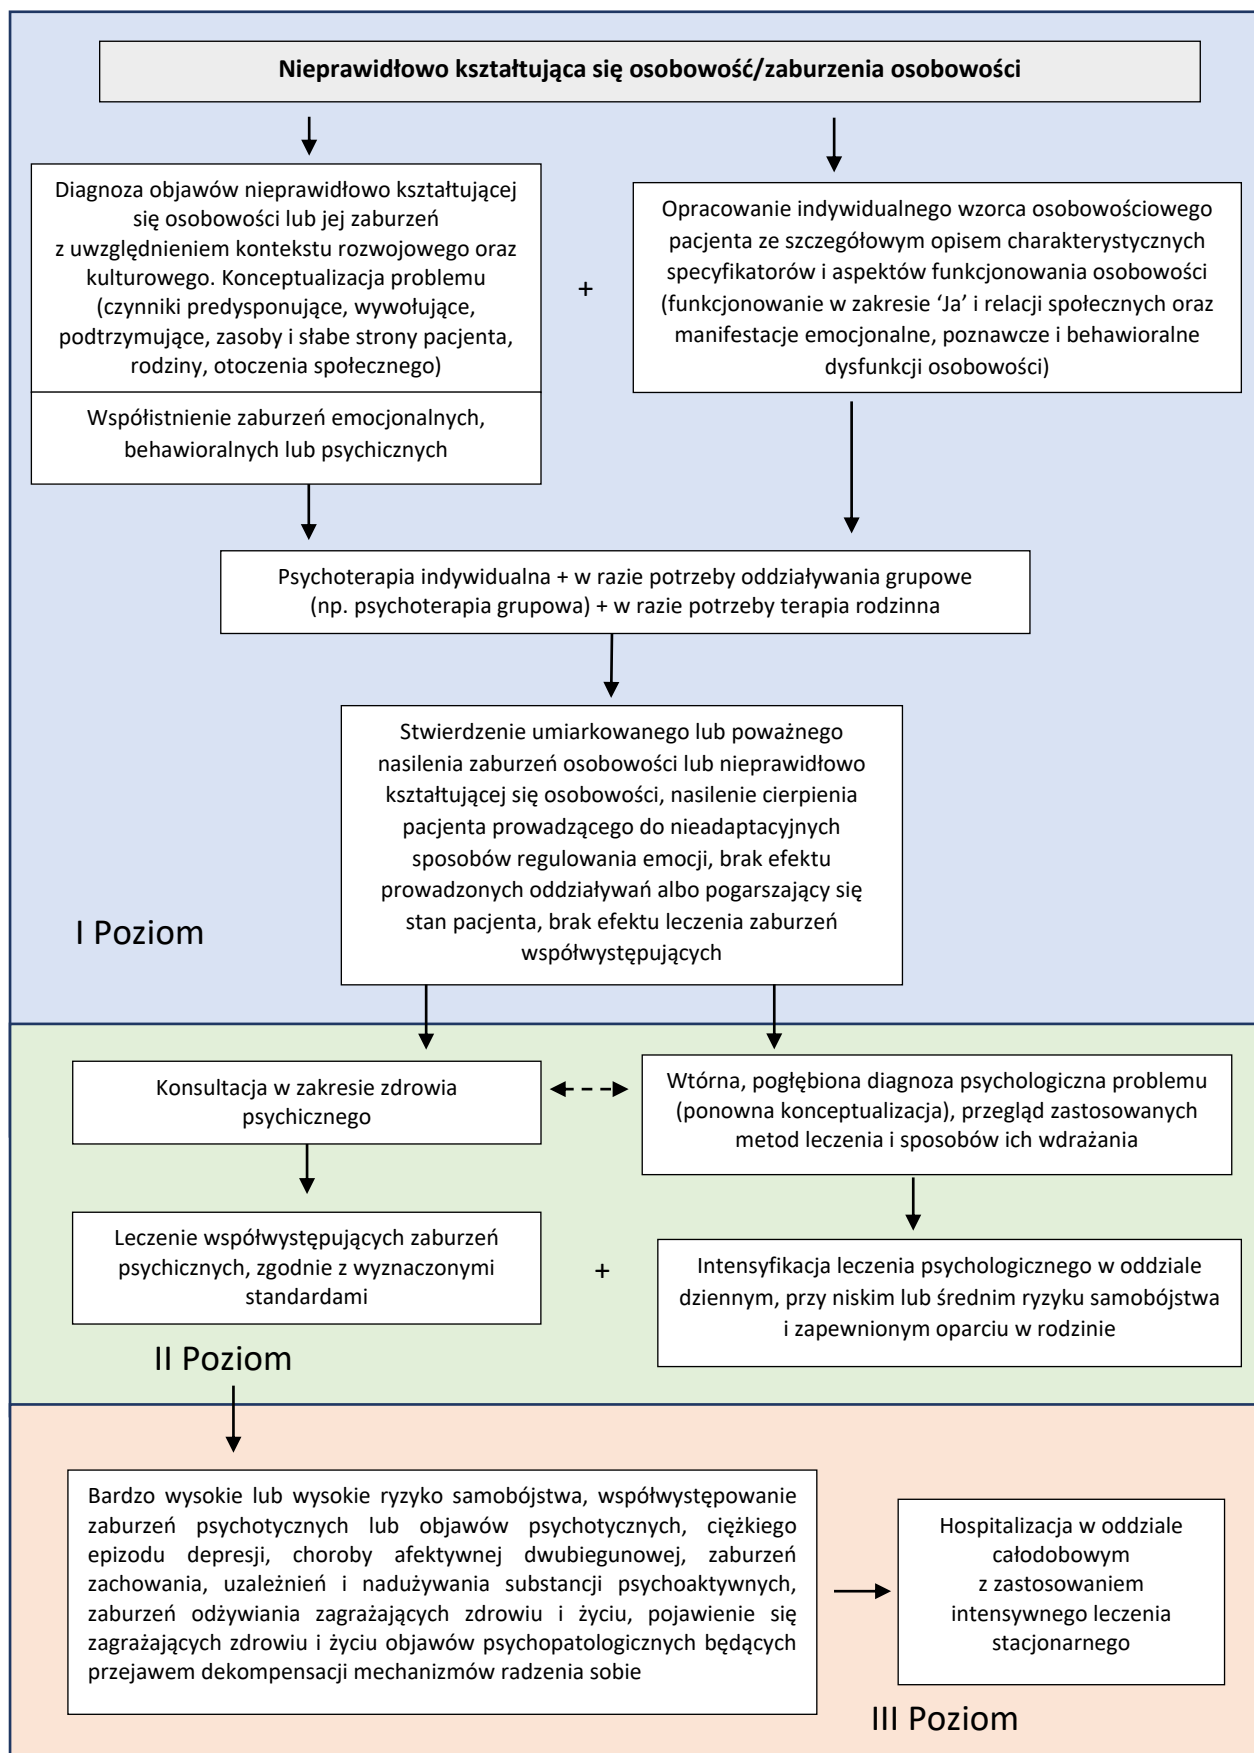 Nieprawidłowo kształtująca się osobowość/zaburzenia osobowości
Diagnoza objawów nieprawidłowo kształtującej
się osobowości lub jej zaburzeń
z uwzględnieniem kontekstu rozwojowego oraz
kulturowego. Konceptualizacja problemu
(czynniki predysponujące, wywołujące,
podtrzymujące, zasoby i słabe strony pacjenta,
rodziny, otoczenia społecznego)
Współistnienie zaburzeń emocjonalnych,
behawioralnych lub psychicznych
+
Opracowanie indywidualnego wzorca osobowościowego
pacjenta ze szczegółowym opisem charakterystycznych
specyfikatorów i aspektów funkcjonowania osobowości
(funkcjonowanie w zakresie ‘Ja’ i relacji społecznych oraz
manifestacje emocjonalne, poznawcze i behawioralne
dysfunkcji osobowości)
Psychoterapia indywidualna + w razie potrzeby oddziaływania grupowe
(np. psychoterapia grupowa) + w razie potrzeby terapia rodzinna
Stwierdzenie umiarkowanego lub poważnego
nasilenia zaburzeń osobowości lub nieprawidłowo
kształtującej się osobowości, nasilenie cierpienia
pacjenta prowadzącego do nieadaptacyjnych
sposobów regulowania emocji, brak efektu
prowadzonych oddziaływań albo pogarszający się
stan pacjenta, brak efektu leczenia zaburzeń
współwystępujących
I Poziom
Konsultacja w zakresie zdrowia
psychicznego
Wtórna, pogłębiona diagnoza psychologiczna problemu
(ponowna konceptualizacja), przegląd zastosowanych
metod leczenia i sposobów ich wdrażania
Leczenie współwystępujących zaburzeń
psychicznych, zgodnie z wyznaczonymi
standardami
+
Intensyfikacja leczenia psychologicznego w oddziale
dziennym, przy niskim lub średnim ryzyku samobójstwa
i zapewnionym oparciu w rodzinie
II Poziom
Bardzo wysokie lub wysokie ryzyko samobójstwa, współwystępowanie
zaburzeń psychotycznych lub objawów psychotycznych, ciężkiego
epizodu depresji, choroby afektywnej dwubiegunowej, zaburzeń
zachowania, uzależnień i nadużywania substancji psychoaktywnych,
zaburzeń odżywiania zagrażających zdrowiu i życiu, pojawienie się
zagrażających zdrowiu i życiu objawów psychopatologicznych będących
przejawem dekompensacji mechanizmów radzenia sobie
Hospitalizacja w oddziale
całodobowym
z zastosowaniem
intensywnego leczenia
stacjonarnego
III Poziom